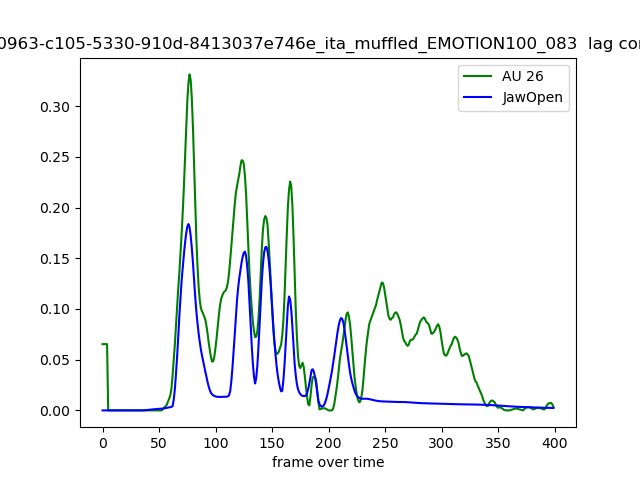 0963-c105-5330-910d-8413037e746e_ita_muffled_EMOTION100_083 lag
AU 26
JawOpen
0.30
0.25
0.20
0.15
0.10
0.05
0.00
0 50 100 150 200 250 300 350 400
frame over time